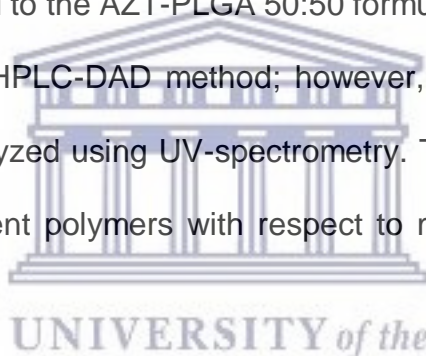 to the AZT-PLGA 50:50 formu
HPLC-DAD method; however,
yzed using UV-spectrometry. T
ent polymers with respect to r
UNIVERSITY of the